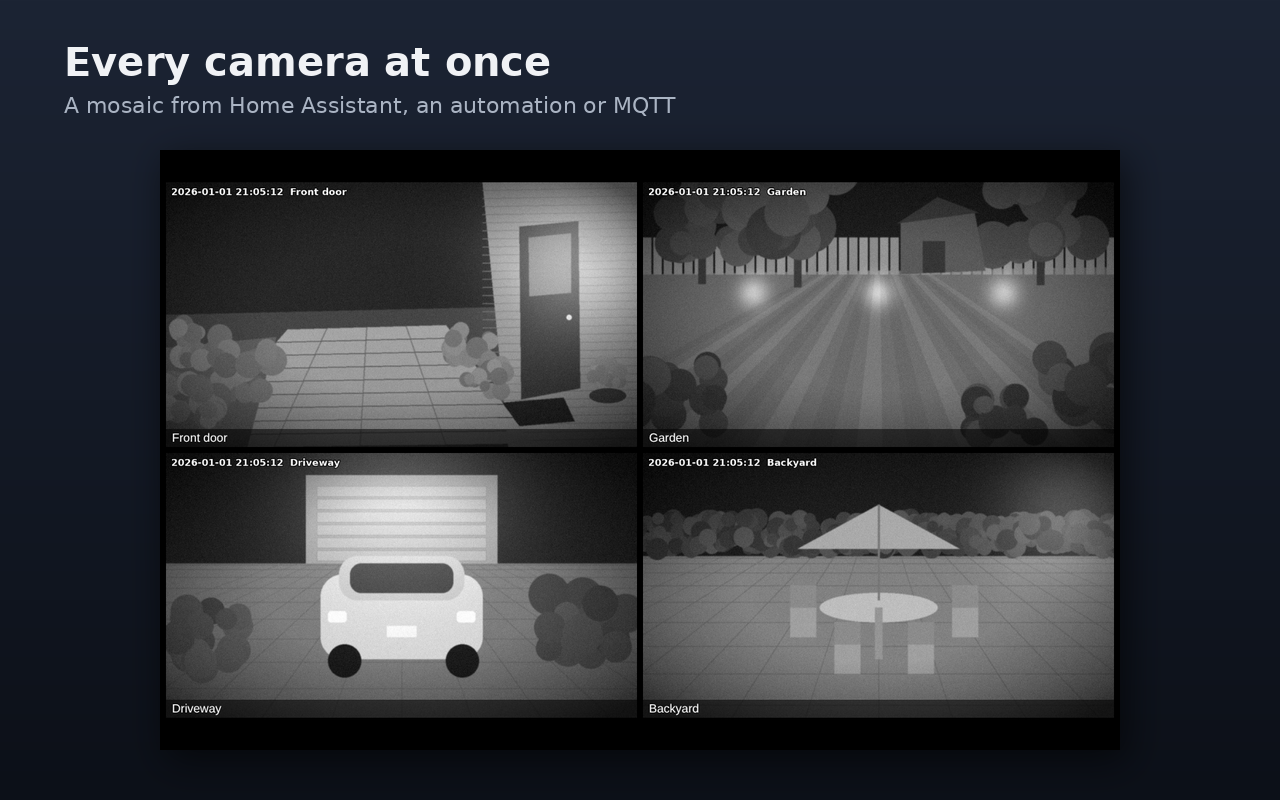 Every camera at once
A mosaic from Home Assistant, an automation or MQTT
2026-01-01 21:05:12 Front door
2026-01-01 21:05:12 Garden
Front door
Garden
2026-01-01 21:05:12 Driveway
2026-01-01 21:05:12 Backyard
Driveway
Backyard